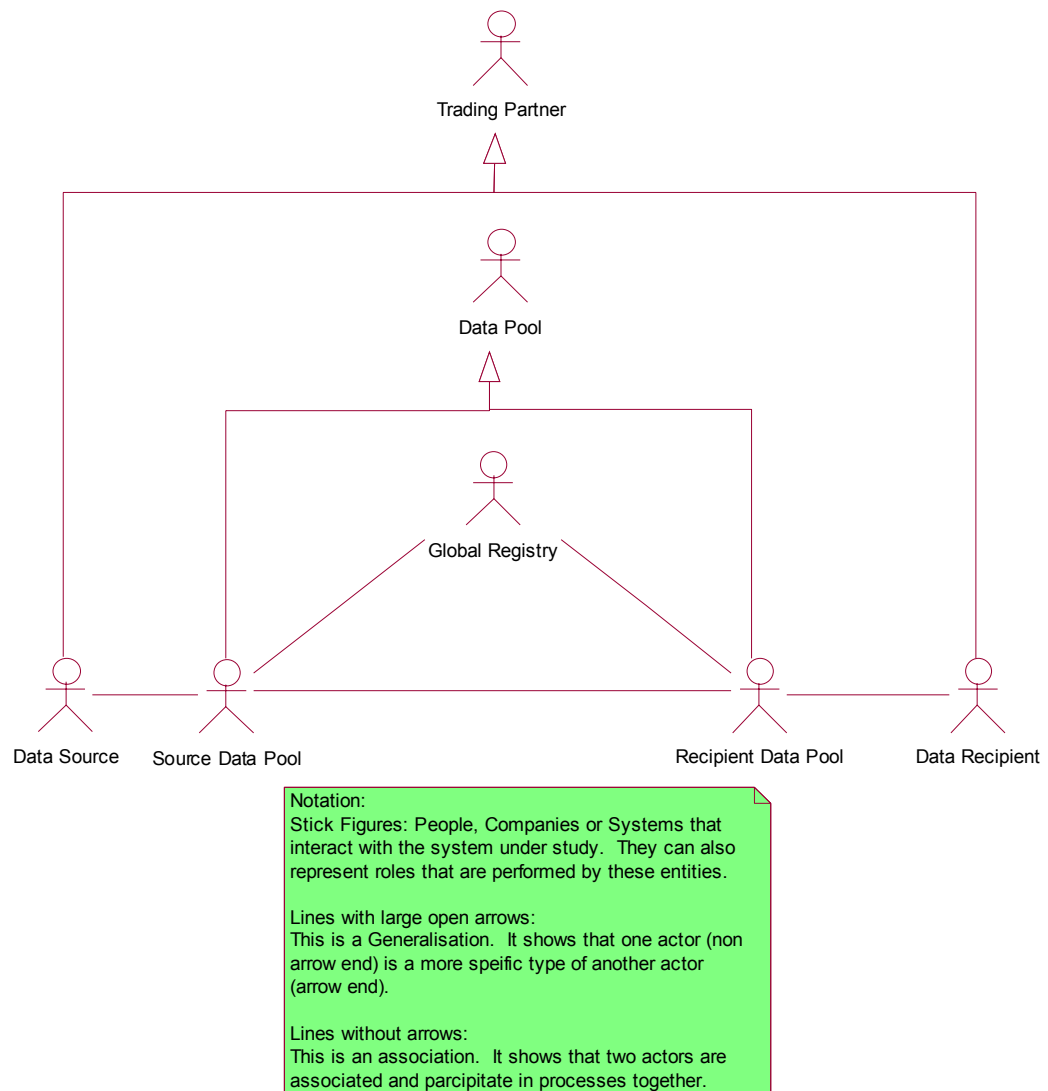 Trading Partner
Data Pool
Global Registry
Data Source
Source Data Pool
Recipient Data Pool
Data Recipient
Notation:
Stick Figures: People, Companies or Systems that
interact with the system under study.  They can also
represent roles that are performed by these entities.
Lines with large open arrows:
This is a Generalisation.  It shows that one actor (non
arrow end) is a more speific type of another actor
(arrow end).
Lines without arrows:
This is an association.  It shows that two actors are
associated and parcipitate in processes together.